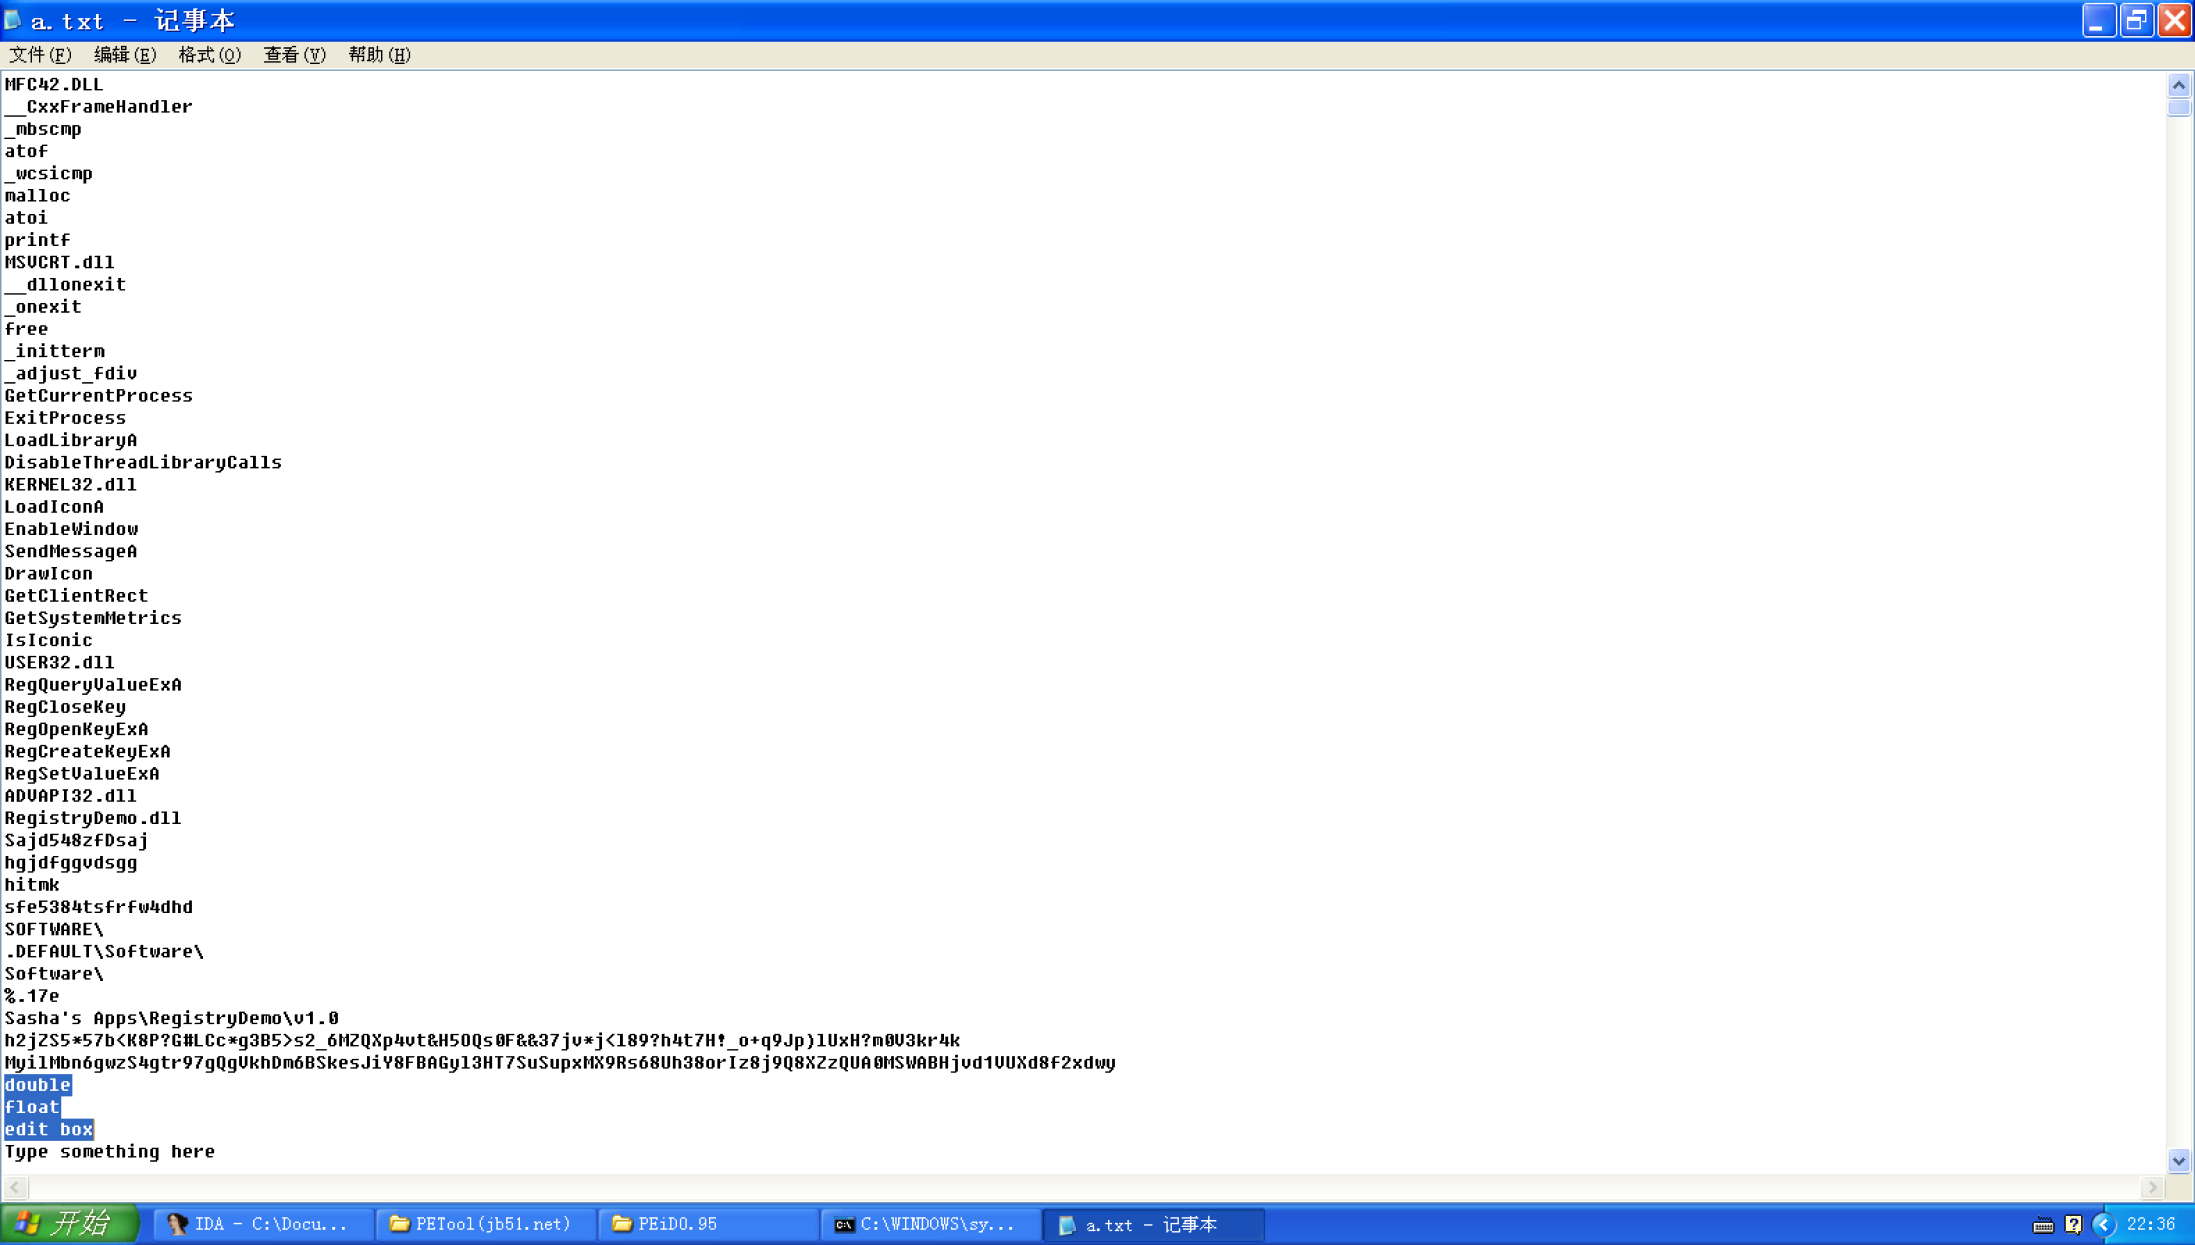 a.txt - 记事本
文件(F) 编辑(E) 格式(O) 查看(V) 帮助(H)
MFC42.DLL
__CxxFrameHandler
_mbscmp
atof
_wcsicmp
malloc
atoi
printf
MSVCRT.dll
__dllonexit
_onexit
free
_initterm
_adjust_fdiv
GetCurrentProcess
ExitProcess
LoadLibraryA
DisableThreadLibraryCalls
KERNEL32.dll
LoadIconA
EnableWindow
SendMessageA
DrawIcon
GetClientRect
GetSystemMetrics
IsIconic
USER32.dll
RegQueryValueExA
RegCloseKey
RegOpenKeyExA
RegCreateKeyExA
RegSetValueExA
ADVAPI32.dll
RegistryDemo.dll
Sajd548zfDsaj
hgjdfggvdsgg
hitmk
sfe5384tsfrfw4dhd
SOFTWARE\
.DEFAULT\Software\
Software\
%.17e
Sasha's Apps\RegistryDemo\v1.0
h2jZS5*57b<K8P?G#LCc*g3B5>s2_6MZQXp4vt&H5OQs0F&&37jv*j<l89?h4t7H!_o+q9Jp)lUxH?m0V3kr4k
MyilMbn6gwzS4gtr97gQgVkhDm6BSkesJiY8FBAGyl3HT7SuSupxMX9Rs68Uh38orIz8j9Q8XZzQUA0MSWABHjvd1VUXd8f2xdwy
double
float
edit box
Type something here
开始 IDA - C:\Docu... PETool(jb51.net) PEiD0.95 C:\WINDOWS\sy... a.txt - 记事本 22:36